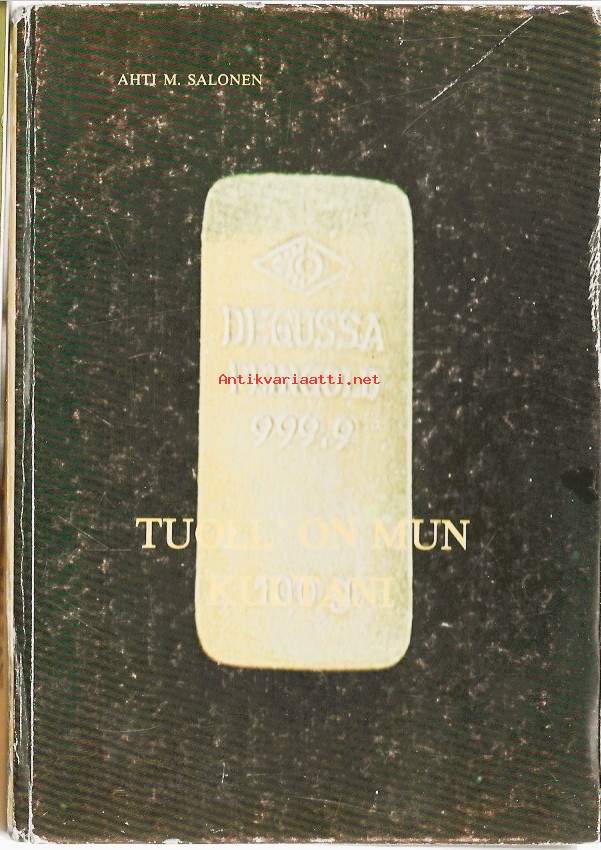 AHTI M. SALONEN
DEGUSSA
Antikvariaatti.net
999.9
TUOLL' ON MUN
KULTANI